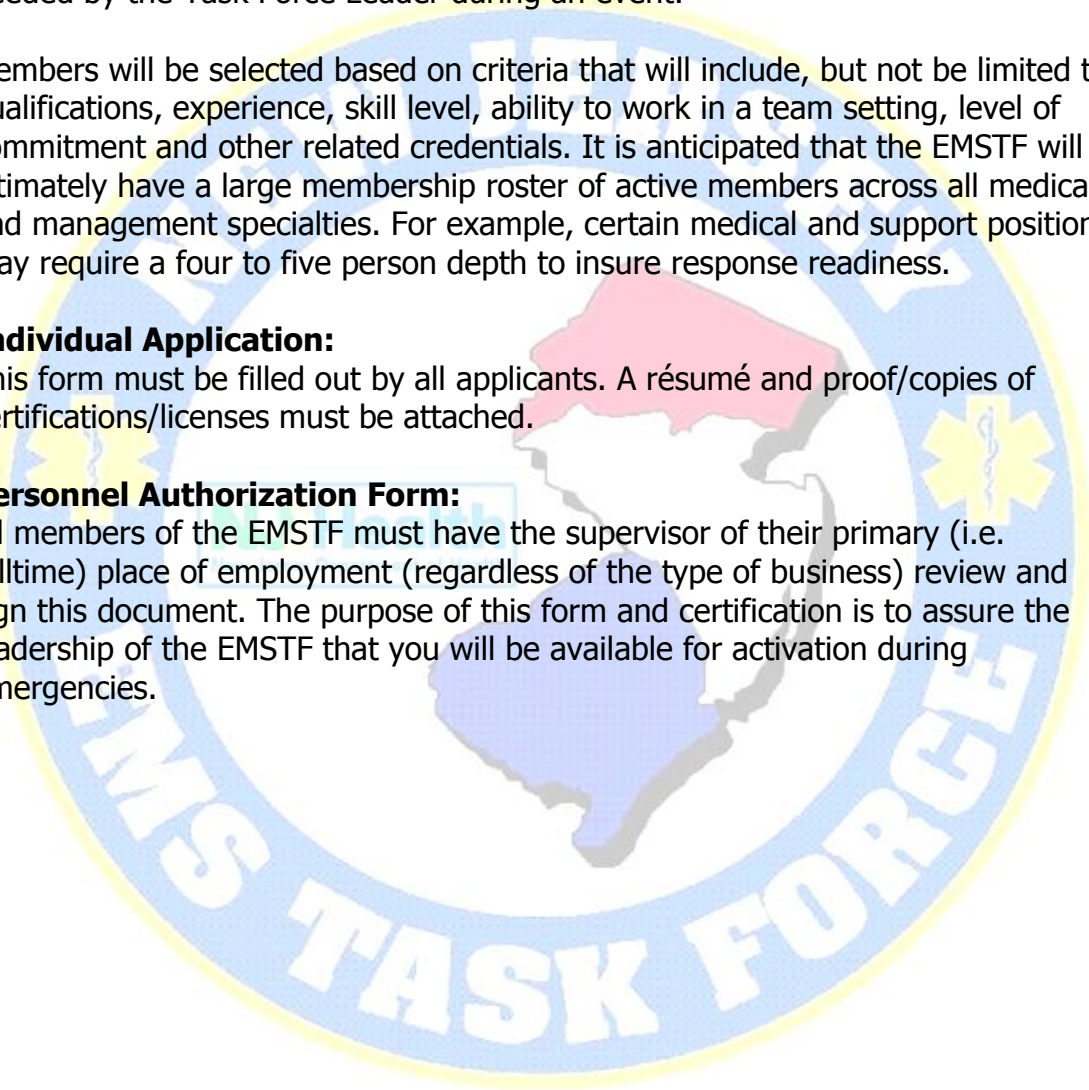 eeded by the Task Force Leader during an event.
embers will be selected based on criteria that will include, but not be limited t
ualifications, experience, skill level, ability to work in a team setting, level of
ommitment and other related credentials. It is anticipated that the EMSTF will
timately have a large membership roster of active members across all medica
nd management specialties. For example, certain medical and support position
ay require a four to five person depth to insure response readiness.
ndividual Application:
his form must be filled out by all applicants. A résumé and proof/copies of
ertifications/licenses must be attached.
ersonnel Authorization Form:
l members of the EMSTF must have the supervisor of their primary (i.e.
lltime) place of employment (regardless of the type of business) review and
ign this document. The purpose of this form and certification is to assure the
eadership of the EMSTF that you will be available for activation during
mergencies.
NEW JERSEY
EMS TASK FORCE
NJ Health